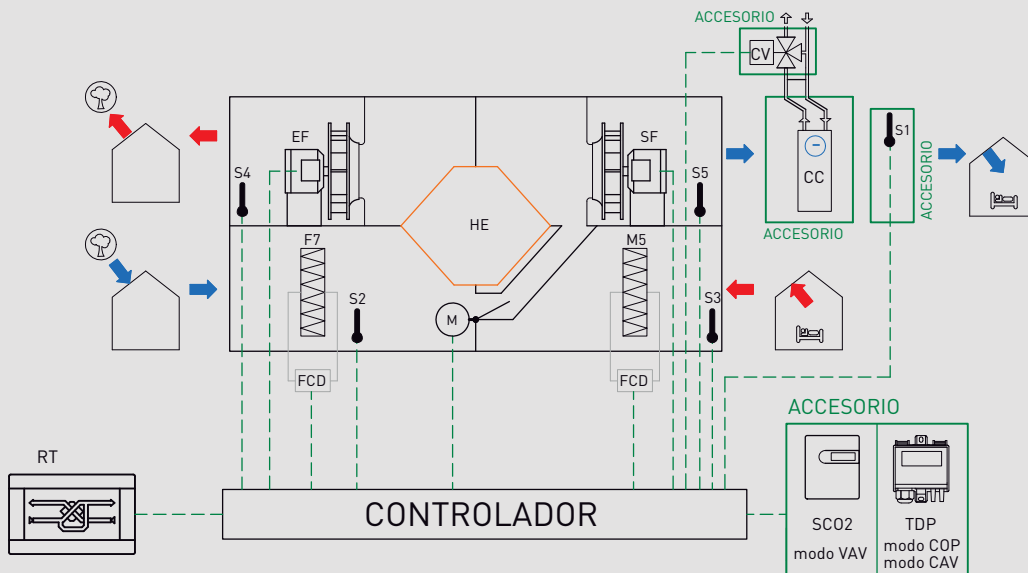 ACCESORIO
CV
EF
SF
S1
S4
S5
CC
ACCESORIO
HE
ACCESORIO
F7
M5
S2
M
S3
FCD
FCD
ACCESORIO
RT
CONTROLADOR
SCO2
TDP
modo VAV
modo COP
modo CAV